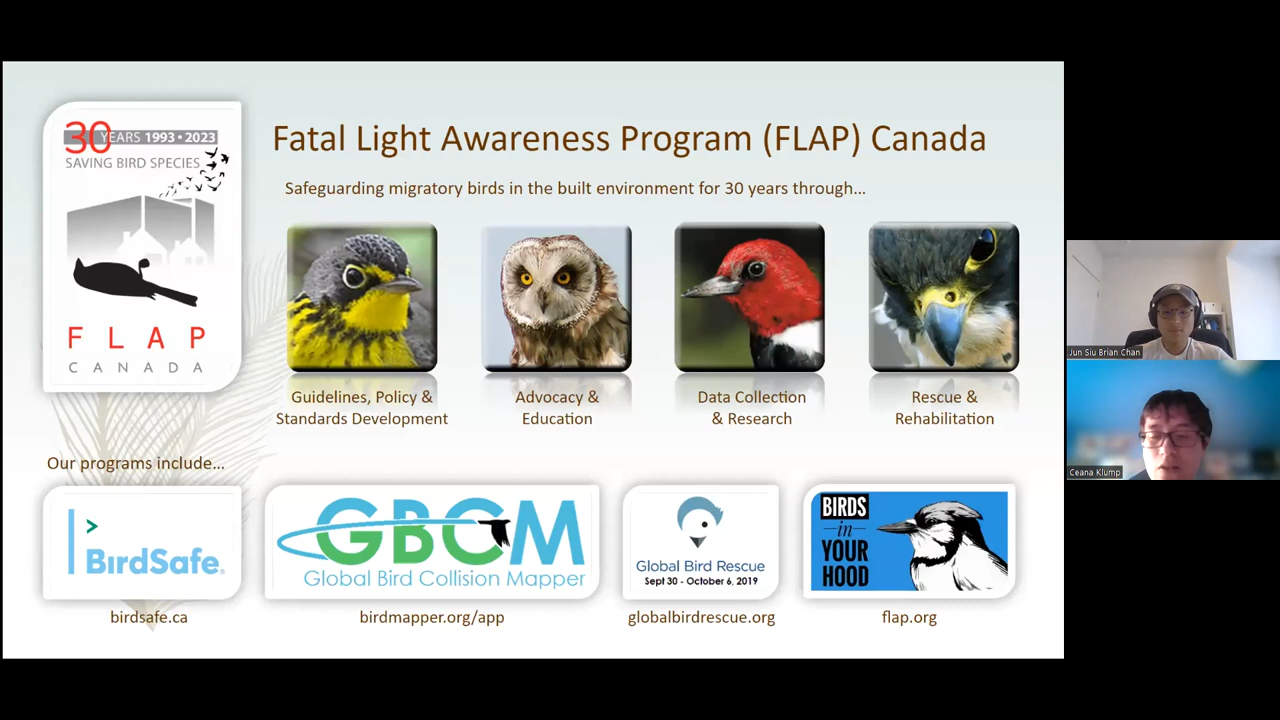 30 YEARS 1993 • 2023
SAVING BIRD SPECIES
FLAP
CANADA
Fatal Light Awareness Program (FLAP) Canada
Safeguarding migratory birds in the built environment for 30 years through...
Guidelines, Policy &
Standards Development
Advocacy &
Education
Data Collection
& Research
Rescue &
Rehabilitation
Our programs include...
BirdSafe®
birdsafe.ca
GBCM
Global Bird Collision Mapper
birdmapper.org/app
Global Bird Rescue
Sept 30 - October 6, 2019
globalbirdrescue.org
BIRDS
in
YOUR
HOOD
flap.org
Jun Siu Brian Chan
Ceana Klump